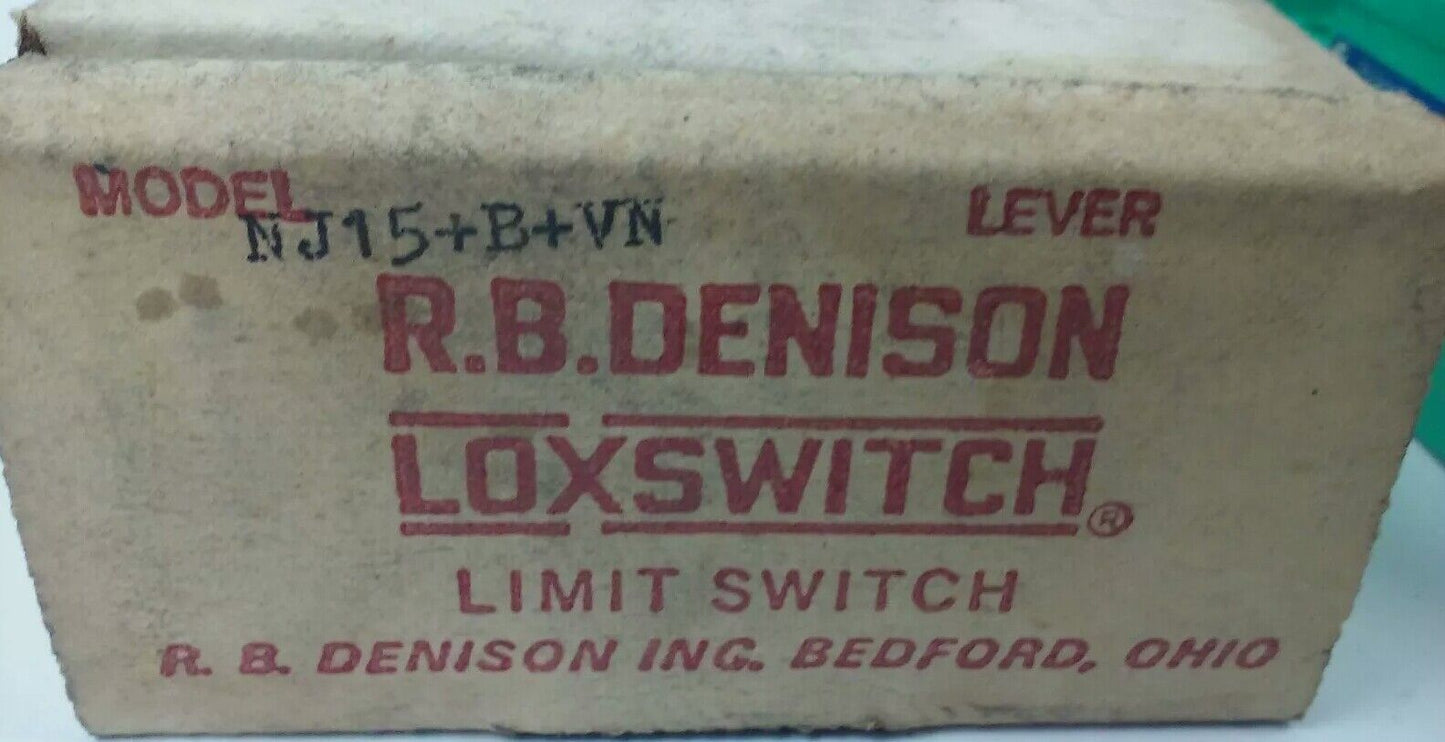 MODEL NJ15+B+VN LEVER
R.B.DENISON
LOXSWITCH®
LIMIT SWITCH
R. B. DENISON INC. BEDFORD, OHIO